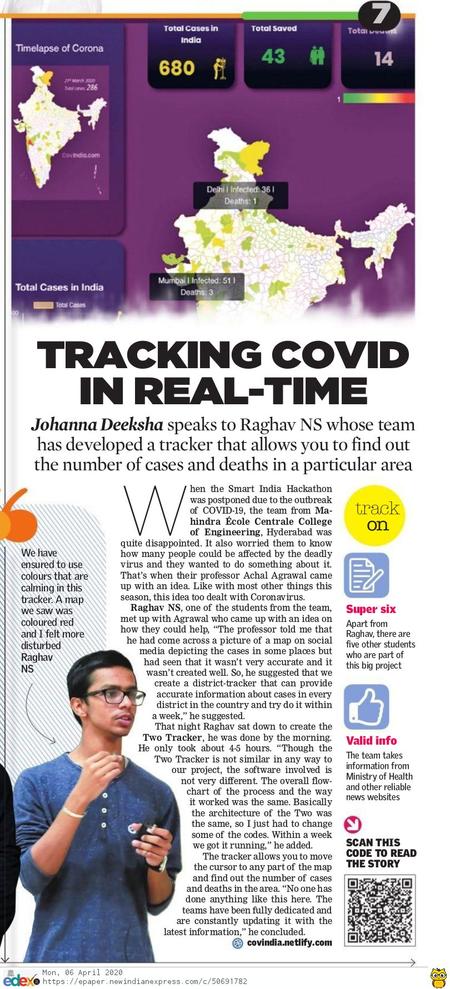 7
Timelapse of Corona
27th March 2020
Total cases: 286
CovIndia.com
Total Cases in
India
680
Total Saved
43
Total Deaths
14
1
Delhi | Infected: 36 |
Deaths: 1
Mumbai | Infected: 51 |
Deaths: 3
Total Cases in India
Total Cases
TRACKING COVID
IN REAL-TIME
Johanna Deeksha speaks to Raghav NS whose team
has developed a tracker that allows you to find out
the number of cases and deaths in a particular area
We have
ensured to use
colours that are
calming in this
tracker. A map
we saw was
coloured red
and I felt more
disturbed
Raghav
NS
When the Smart India Hackathon
was postponed due to the outbreak
of COVID-19, the team from Ma-
hindra École Centrale College
of Engineering, Hyderabad was
quite disappointed. It also worried them to know
how many people could be affected by the deadly
virus and they wanted to do something about it.
That's when their professor Achal Agrawal came
up with an idea. Like with most other things this
season, this idea too dealt with Coronavirus.
Raghav NS, one of the students from the team,
met up with Agrawal who came up with an idea on
how they could help, “The professor told me that
he had come across a picture of a map on social
media depicting the cases in some places but
had seen that it wasn't very accurate and it
wasn't created well. So, he suggested that we
create a district-tracker that can provide
accurate information about cases in every
district in the country and try do it within
a week,” he suggested.
That night Raghav sat down to create the
Two Tracker, he was done by the morning.
He only took about 4-5 hours. “Though the
Two Tracker is not similar in any way to
our project, the software involved is
not very different. The overall flow-
chart of the process and the way
it worked was the same. Basically
the architecture of the Two was
the same, so I just had to change
some of the codes. Within a week
we got it running,” he added.
The tracker allows you to move
the cursor to any part of the map
and find out the number of cases
and deaths in the area. “No one has
done anything like this here. The
teams have been fully dedicated and
are constantly updating it with the
latest information,” he concluded.
covindia.netlify.com
track
on
Super six
Apart from
Raghav, there are
five other students
who are part of
this big project
Valid info
The team takes
information from
Ministry of Health
and other reliable
news websites
SCAN THIS
CODE TO READ
THE STORY
edex
Mon, 06 April 2020
https://epaper.newindianexpress.com/c/50691782